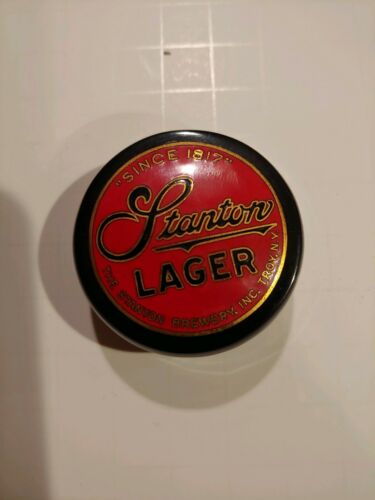 "SINCE 1817"
Stanton
LAGER
THE STANTON BREWERY, INC. TROY, N.Y.